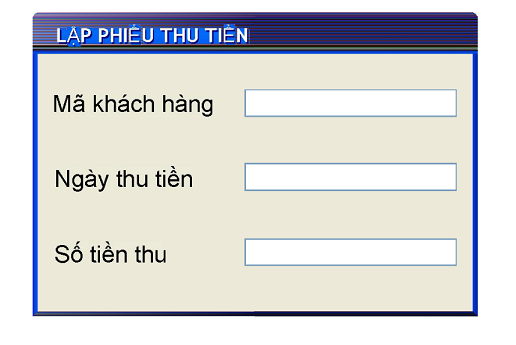 LẬP PHIẾU THU TIỀN
Mã khách hàng
Ngày thu tiền
Số tiền thu